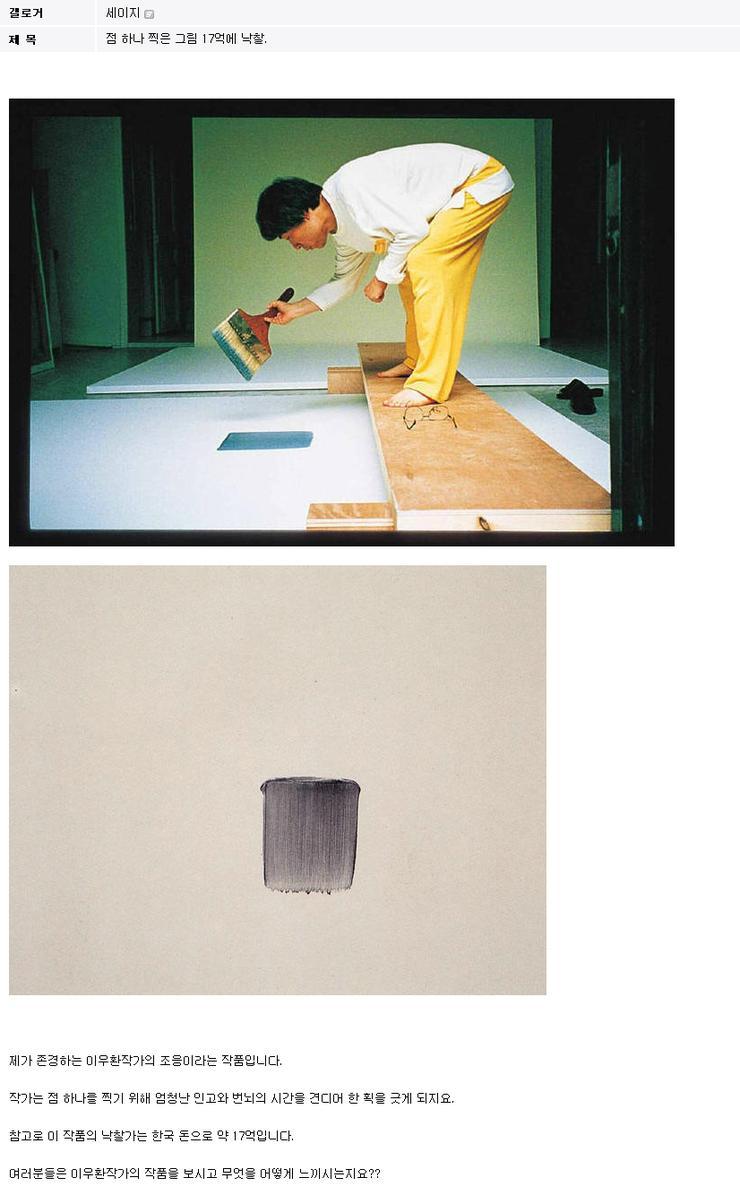 갤로거 세이지
제 목 점 하나 찍은 그림 17억에 낙찰.
제가 존경하는 이우환작가의 조응이라는 작품입니다.
작가는 점 하나를 찍기 위해 엄청난 인고와 번뇌의 시간을 견디어 한 획을 긋게 되지요.
참고로 이 작품의 낙찰가는 한국 돈으로 약 17억입니다.
여러분들은 이우환작가의 작품을 보시고 무엇을 어떻게 느끼시는지요??